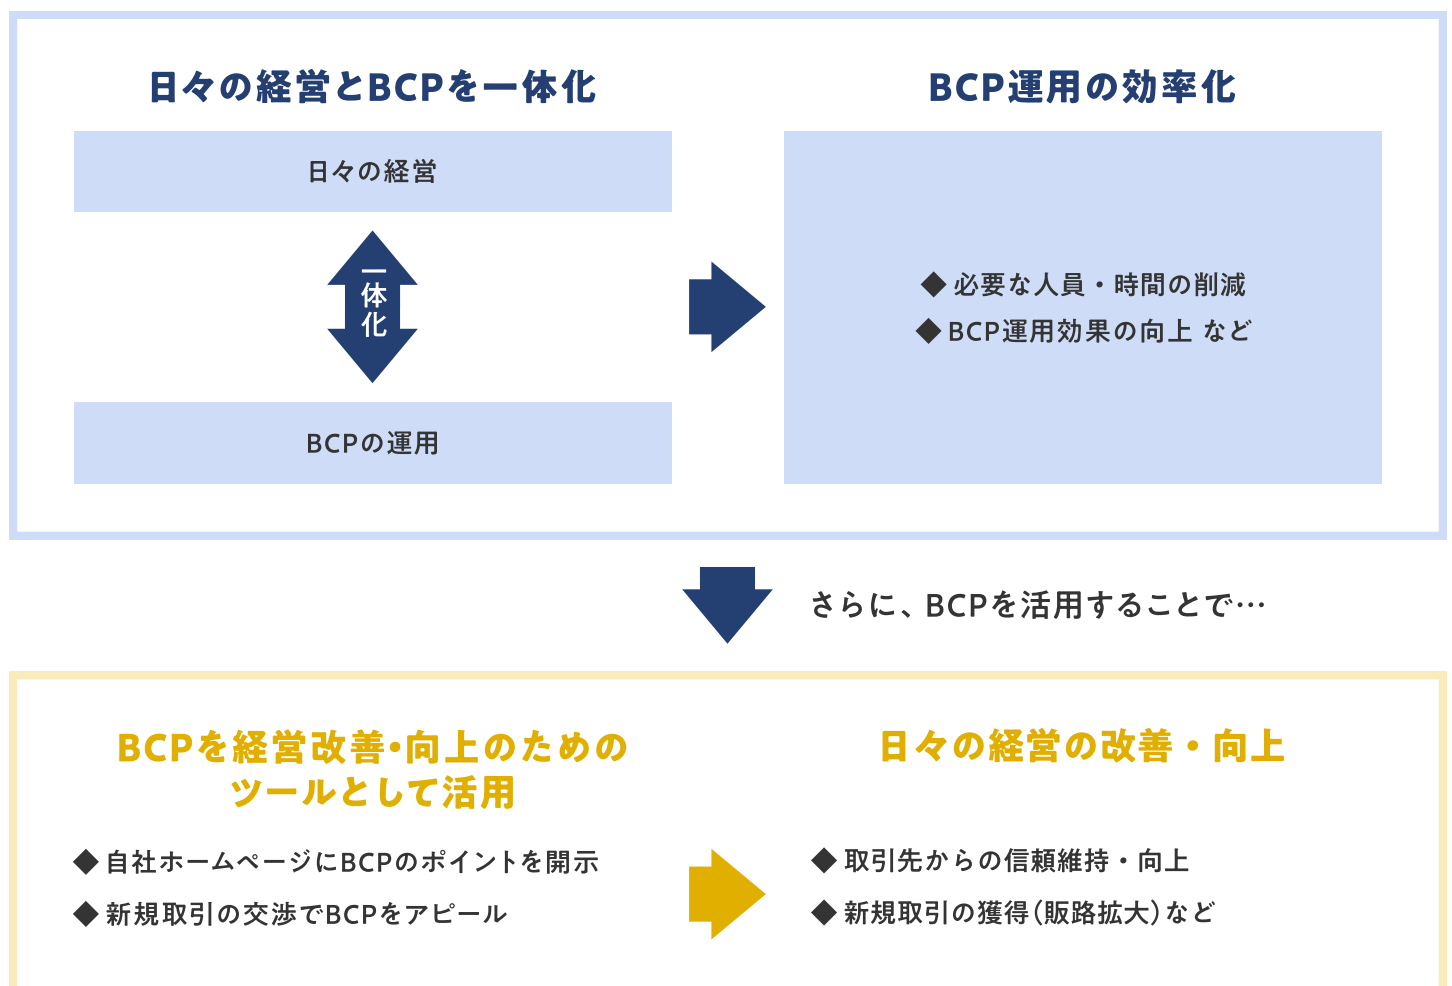 日々の経営とBCPを一体化
日々の経営
一体化
BCPの運用
BCP運用の効率化
◆ 必要な人員・時間の削減
◆ BCP運用効果の向上 など
さらに、BCPを活用することで…
BCPを経営改善・向上のための
ツールとして活用
◆ 自社ホームページにBCPのポイントを開示
◆ 新規取引の交渉でBCPをアピール
日々の経営の改善・向上
◆ 取引先からの信頼維持・向上
◆ 新規取引の獲得(販路拡大)など